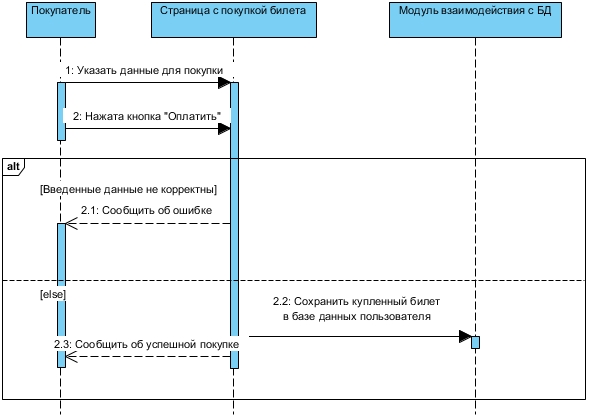 Покупатель
Страница с покупкой билета
Модуль взаимодействия с БД
1: Указать данные для покупки
2: Нажата кнопка "Оплатить"
alt
[Введенные данные не корректны]
2.1: Сообщить об ошибке
[else]
2.2: Сохранить купленный билет
в базе данных пользователя
2.3: Сообщить об успешной покупке